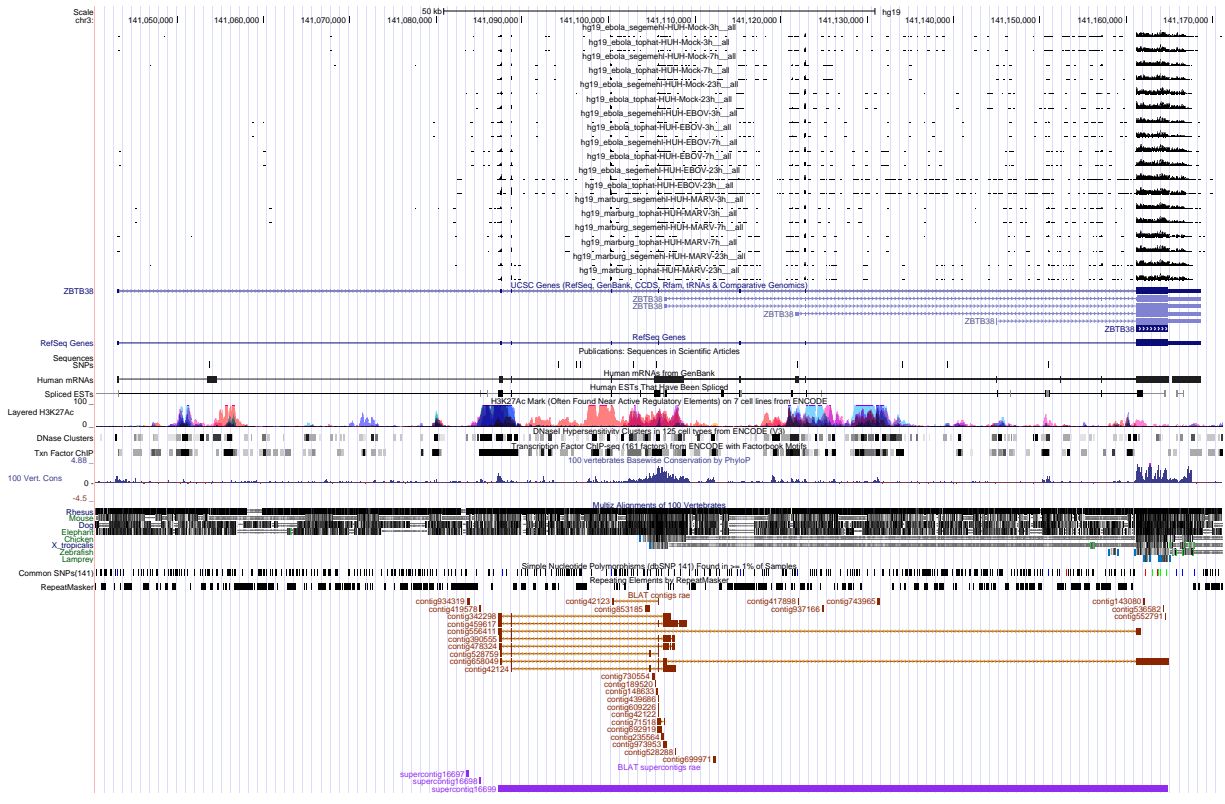 Scale 50 kb hg19
chr3: 141,050,000 141,060,000 141,070,000 141,080,000 141,090,000 141,100,000 141,110,000 141,120,000 141,130,000 141,140,000 141,150,000 141,160,000 141,170,000
hg19_ebola_segemehl-HUH-Mock-3h__all
hg19_ebola_tophat-HUH-Mock-3h__all
hg19_ebola_segemehl-HUH-Mock-7h__all
hg19_ebola_tophat-HUH-Mock-7h__all
hg19_ebola_segemehl-HUH-Mock-23h__all
hg19_ebola_tophat-HUH-Mock-23h__all
hg19_ebola_segemehl-HUH-EBOV-3h__all
hg19_ebola_tophat-HUH-EBOV-3h__all
hg19_ebola_segemehl-HUH-EBOV-7h__all
hg19_ebola_tophat-HUH-EBOV-7h__all
hg19_ebola_segemehl-HUH-EBOV-23h__all
hg19_ebola_tophat-HUH-EBOV-23h__all
hg19_marburg_segemehl-HUH-MARV-3h__all
hg19_marburg_tophat-HUH-MARV-3h__all
hg19_marburg_segemehl-HUH-MARV-7h__all
hg19_marburg_tophat-HUH-MARV-7h__all
hg19_marburg_segemehl-HUH-MARV-23h__all
hg19_marburg_tophat-HUH-MARV-23h__all
UCSC Genes (RefSeq, GenBank, CCDS, Rfam, tRNAs & Comparative Genomics)
ZBTB38
ZBTB38
ZBTB38
ZBTB38
ZBTB38
ZBTB38
RefSeq Genes
RefSeq Genes
Publications: Sequences in Scientific Articles
Sequences
SNPs
Human mRNAs from GenBank
Human mRNAs
Human ESTs That Have Been Spliced
Spliced ESTs
100
H3K27Ac Mark (Often Found Near Active Regulatory Elements) on 7 cell lines from ENCODE
Layered H3K27Ac
0
DNaseI Hypersensitivity Clusters in 125 cell types from ENCODE (V3)
DNase Clusters
Transcription Factor ChIP-seq (161 factors) from ENCODE with Factorbook Motifs
Txn Factor ChIP
4.88
100 vertebrates Basewise Conservation by PhyloP
100 Vert. Cons
0
-4.5
Multiz Alignments of 100 Vertebrates
Rhesus
Mouse
Dog
Elephant
Chicken
X_tropicalis
Zebrafish
Lamprey
Simple Nucleotide Polymorphisms (dbSNP 141) Found in >= 1% of Samples
Common SNPs(141)
Repeating Elements by RepeatMasker
RepeatMasker
BLAT contigs rae
contig934319 contig42123 contig417898 contig743965 contig143080
contig419578 contig853185 contig937166 contig536582
contig342298 contig552791
contig459617
contig556411
contig390555
contig478324
contig528759
contig658049
contig42124
contig730554
contig189520
contig148633
contig439686
contig609226
contig42122
contig71518
contig692919
contig235564
contig973953
contig528288
contig699971
BLAT supercontigs rae
supercontig16697
supercontig16698
supercontig16699